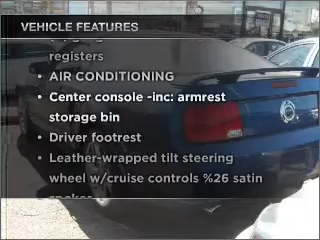 VEHICLE FEATURES
registers
• AIR CONDITIONING
• Center console -inc: armrest
storage bin
• Driver footrest
• Leather-wrapped tilt steering
wheel w/cruise controls %26 satin